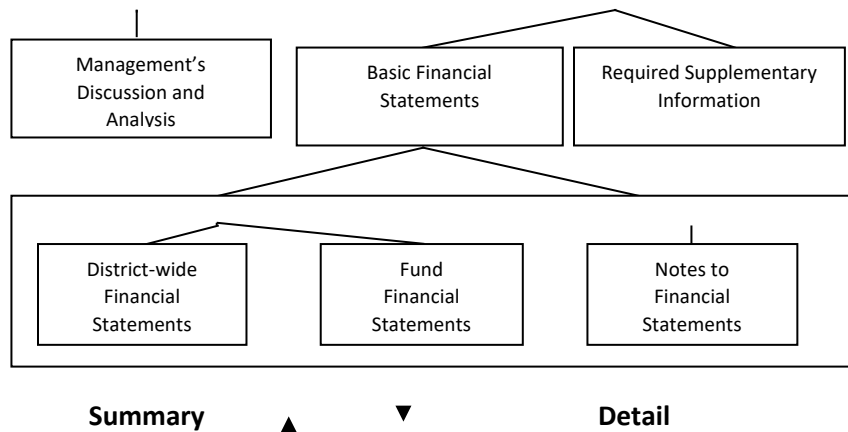 Management’s
Discussion and
Analysis
Basic Financial
Statements
Required Supplementary
Information
District-wide
Financial
Statements
Fund
Financial
Statements
Notes to
Financial
Statements
Summary
Detail